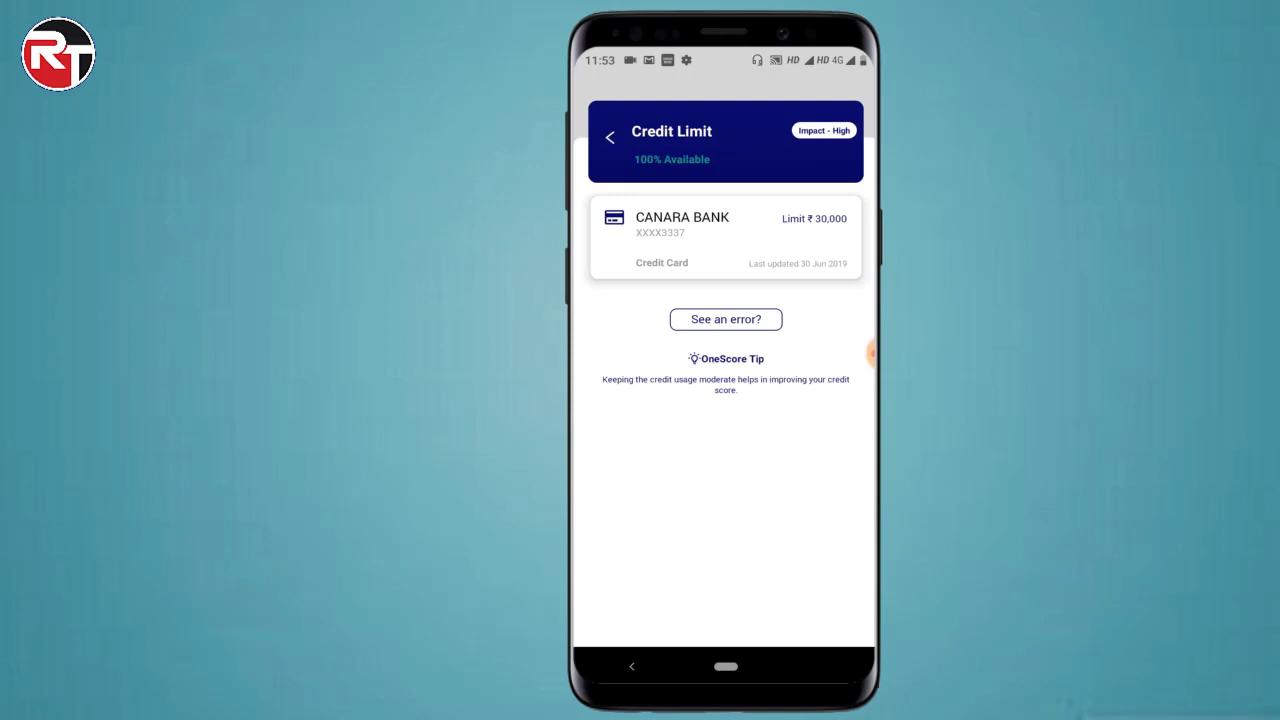 RT
11:53
HD HD 4G
Credit Limit
Impact - High
100% Available
CANARA BANK
Limit ₹ 30,000
XXXX3337
Credit Card
Last updated 30 Jun 2019
See an error?
OneScore Tip
Keeping the credit usage moderate helps in improving your credit
score.